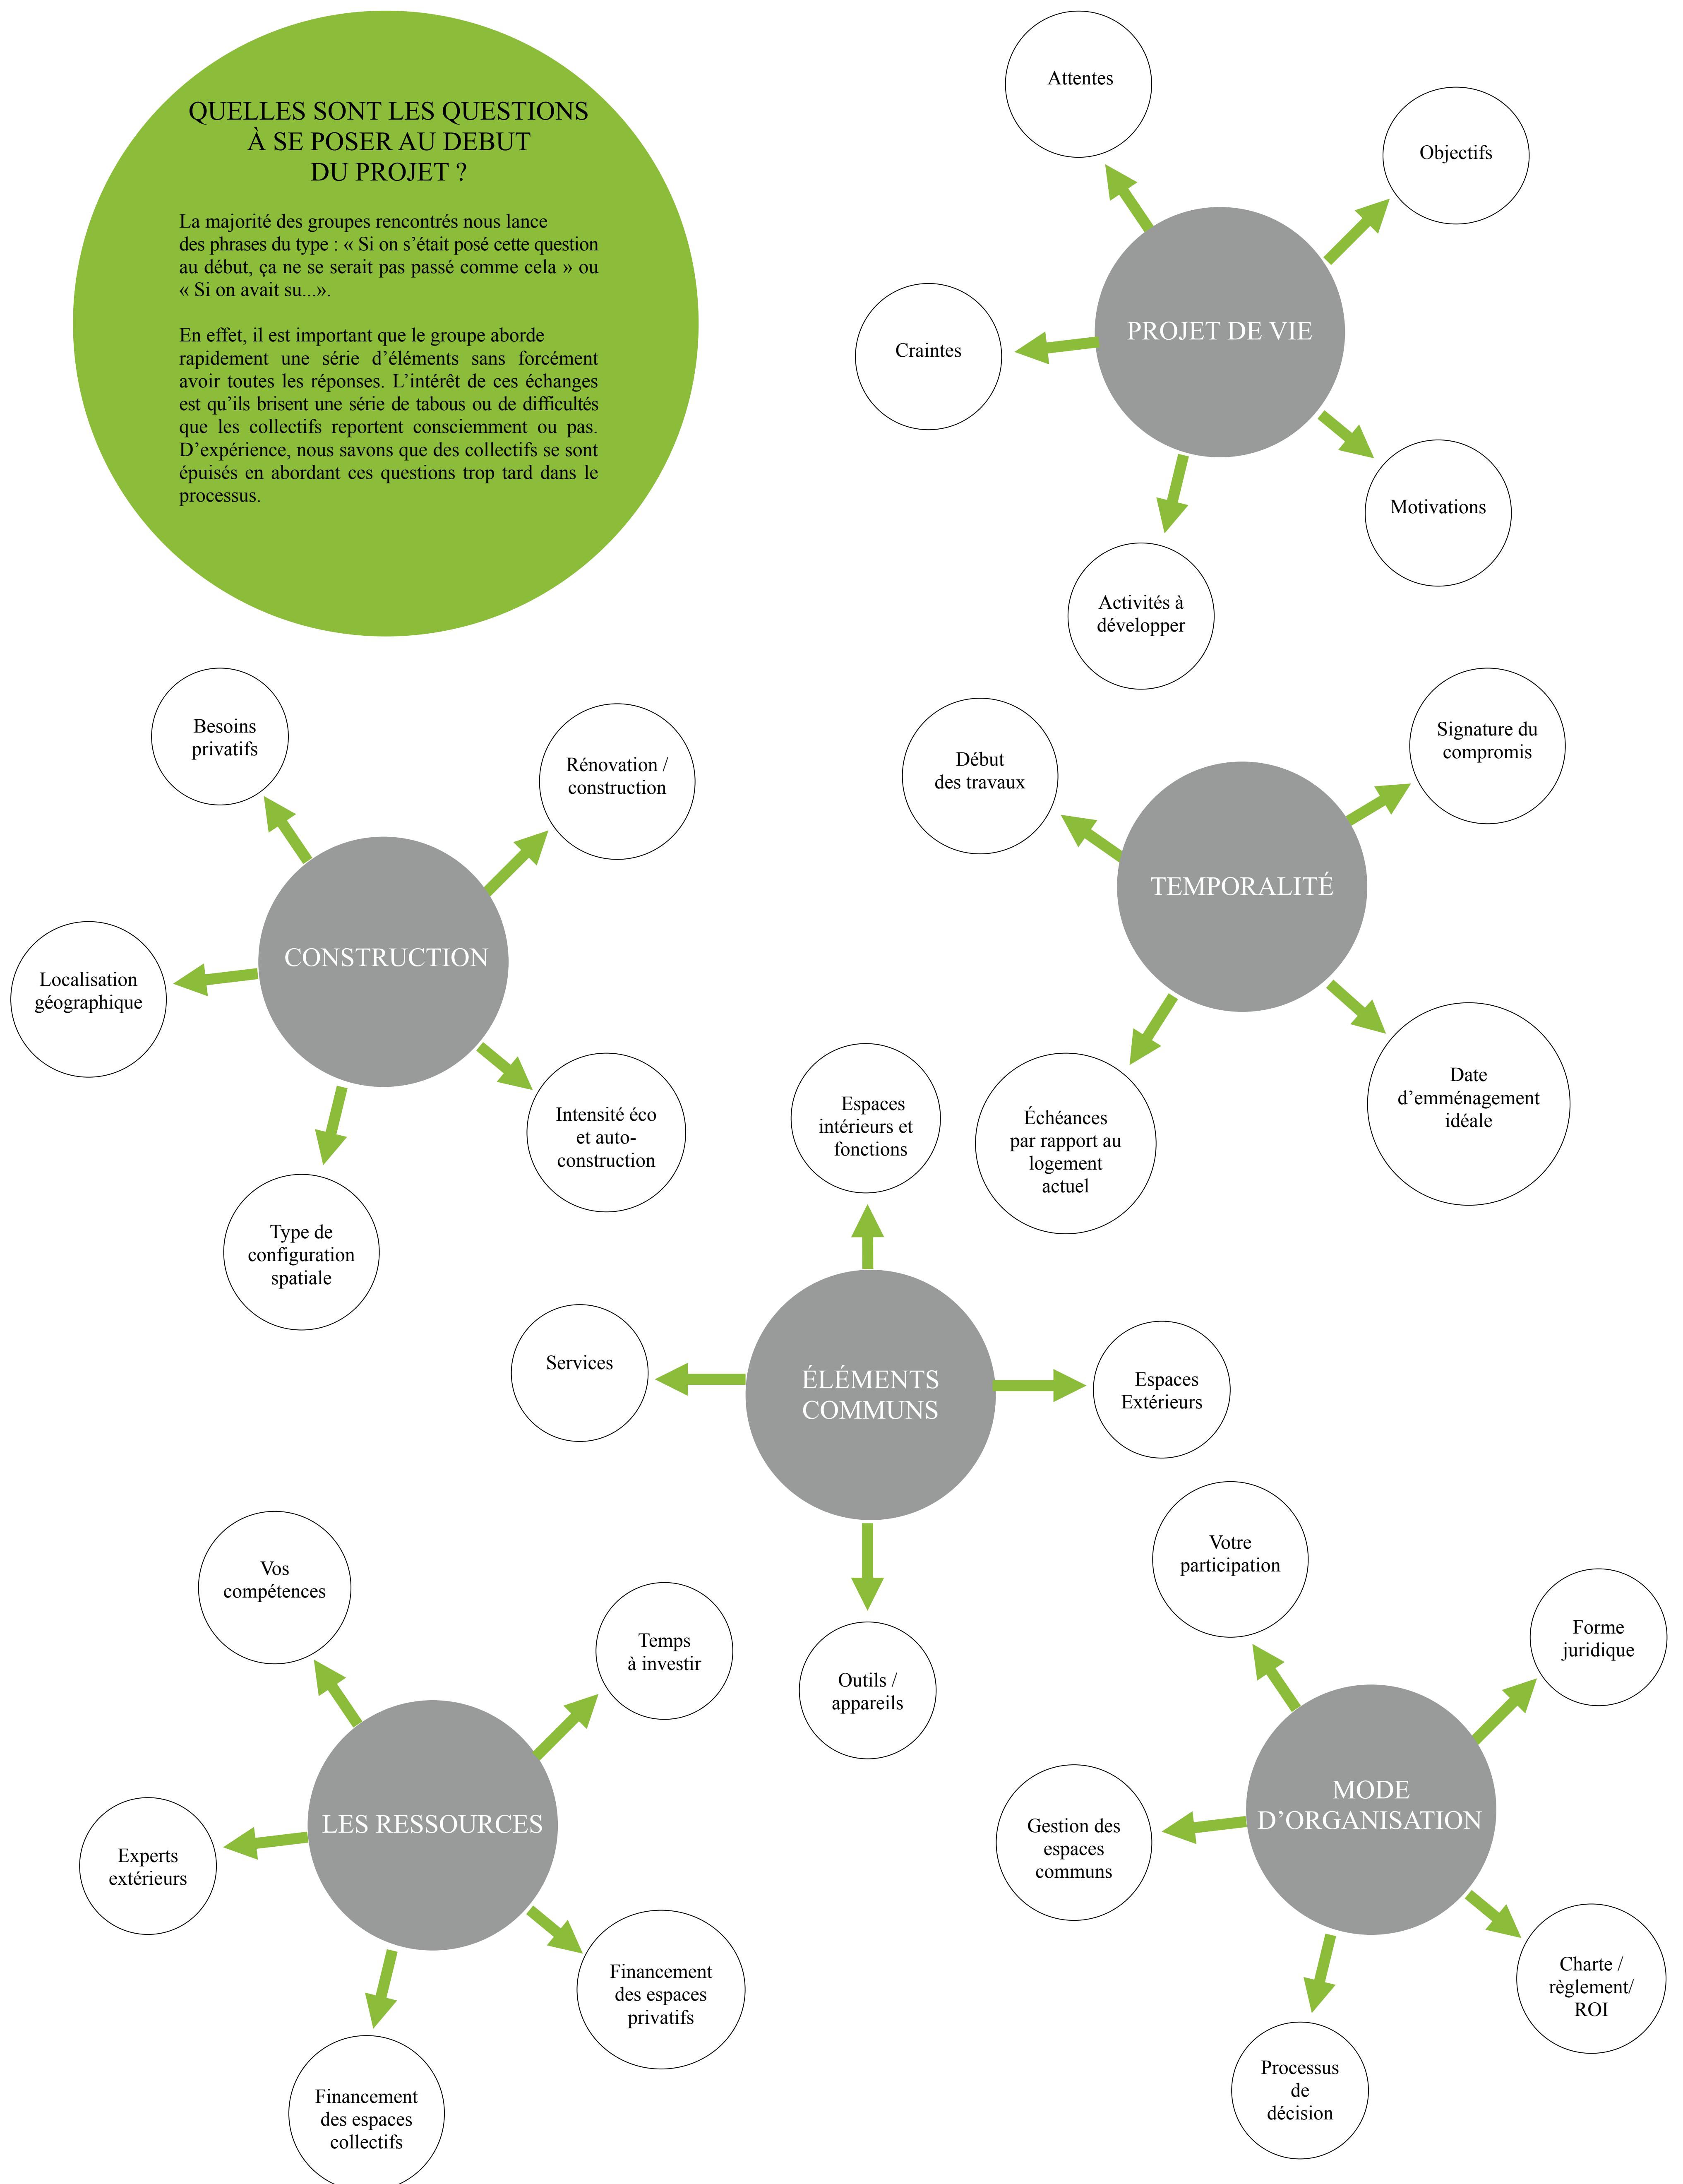 QUELLES SONT LES QUESTIONS
À SE POSER AU DEBUT
DU PROJET ?
La majorité des groupes rencontrés nous lance
des phrases du type : « Si on s’était posé cette question
au début, ça ne se serait pas passé comme cela » ou
« Si on avait su...».
En effet, il est important que le groupe aborde
rapidement une série d’éléments sans forcément
avoir toutes les réponses. L’intérêt de ces échanges
est qu’ils brisent une série de tabous ou de difficultés
que les collectifs reportent consciemment ou pas.
D’expérience, nous savons que des collectifs se sont
épuisés en abordant ces questions trop tard dans le
processus.
PROJET DE VIE
Attentes
Objectifs
Craintes
Motivations
Activités à
développer
CONSTRUCTION
Besoins
privatifs
Rénovation /
construction
Localisation
géographique
Intensité éco
et auto-
construction
Type de
configuration
spatiale
TEMPORALITÉ
Début
des travaux
Signature du
compromis
Date
d’emménagement
idéale
Échéances
par rapport au
logement
actuel
ÉLÉMENTS
COMMUNS
Espaces
intérieurs et
fonctions
Services
Espaces
Extérieurs
Outils /
appareils
LES RESSOURCES
Vos
compétences
Temps
à investir
Experts
extérieurs
Financement
des espaces
privatifs
Financement
des espaces
collectifs
MODE
D’ORGANISATION
Votre
participation
Forme
juridique
Gestion des
espaces
communs
Charte /
règlement/
ROI
Processus
de
décision